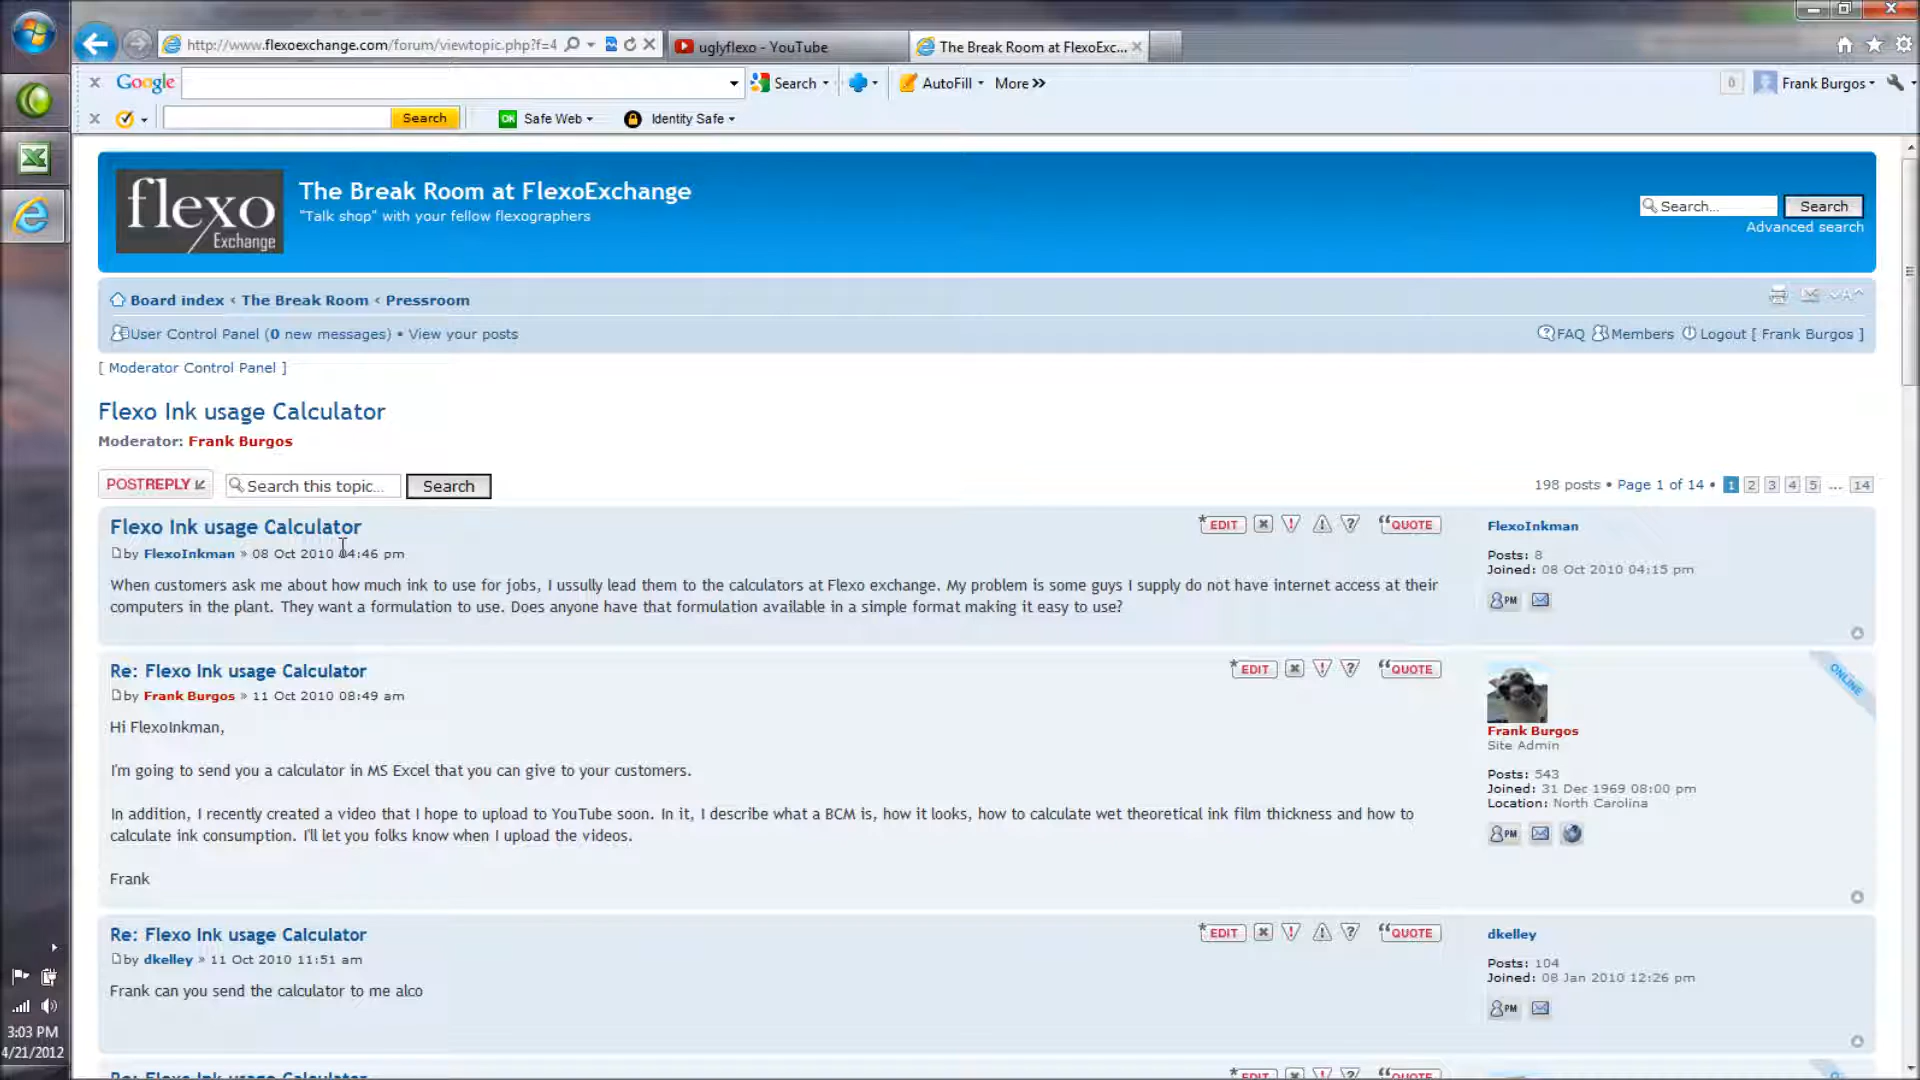 http://www.flexoexchange.com/forum/viewtopic.php?f=4
uglyflexo - YouTube
The Break Room at FlexoExc...
Google
Search
AutoFill
More
0
Frank Burgos
Search
OK
Safe Web
Identity Safe
flexo
Exchange
The Break Room at FlexoExchange
"Talk shop" with your fellow flexographers
Search...
Search
Advanced search
Board index ‹ The Break Room ‹ Pressroom
User Control Panel (0 new messages) • View your posts
FAQ Members Logout [ Frank Burgos ]
[ Moderator Control Panel ]
Flexo Ink usage Calculator
Moderator: Frank Burgos
POSTREPLY
Search this topic...
Search
198 posts • Page 1 of 14 • 1 2 3 4 5 ... 14
Flexo Ink usage Calculator
EDIT
QUOTE
by FlexoInkman » 08 Oct 2010 04:46 pm
When customers ask me about how much ink to use for jobs, I ussully lead them to the calculators at Flexo exchange. My problem is some guys I supply do not have internet access at their
computers in the plant. They want a formulation to use. Does anyone have that formulation available in a simple format making it easy to use?
FlexoInkman
Posts: 8
Joined: 08 Oct 2010 04:15 pm
PM
Re: Flexo Ink usage Calculator
EDIT
QUOTE
by Frank Burgos » 11 Oct 2010 08:49 am
Hi FlexoInkman,
I'm going to send you a calculator in MS Excel that you can give to your customers.
In addition, I recently created a video that I hope to upload to YouTube soon. In it, I describe what a BCM is, how it looks, how to calculate wet theoretical ink film thickness and how to
calculate ink consumption. I'll let you folks know when I upload the videos.
Frank
ONLINE
Frank Burgos
Site Admin
Posts: 543
Joined: 31 Dec 1969 08:00 pm
Location: North Carolina
PM
Re: Flexo Ink usage Calculator
EDIT
QUOTE
by dkelley » 11 Oct 2010 11:51 am
Frank can you send the calculator to me alco
dkelley
Posts: 104
Joined: 08 Jan 2010 12:26 pm
PM
Re: Flexo Ink usage Calculator
EDIT
QUOTE
3:03 PM
4/21/2012